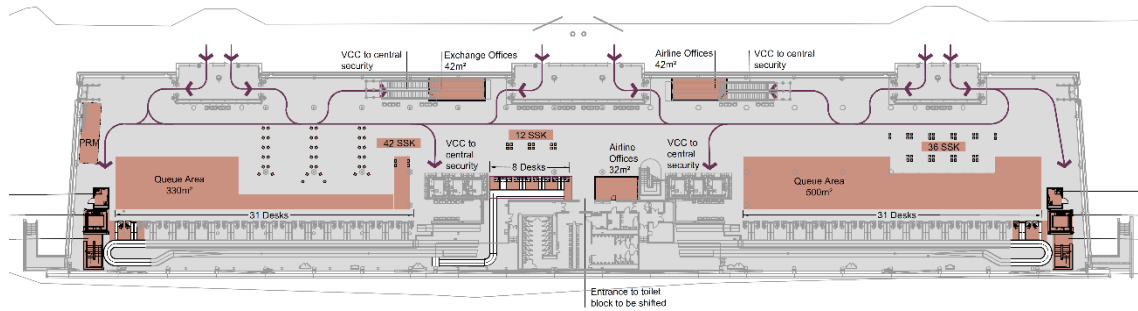 VCC to central
security
Exchange Offices
42m²
Airline Offices
42m²
VCC to central
security
PRM
42 SSK
12 SSK
36 SSK
VCC to
central
security
8 Desks
Airline
Offices
32m²
VCC to
central
security
Queue Area
330m²
Queue Area
500m²
31 Desks
31 Desks
Entrance to toilet
block to be shifted